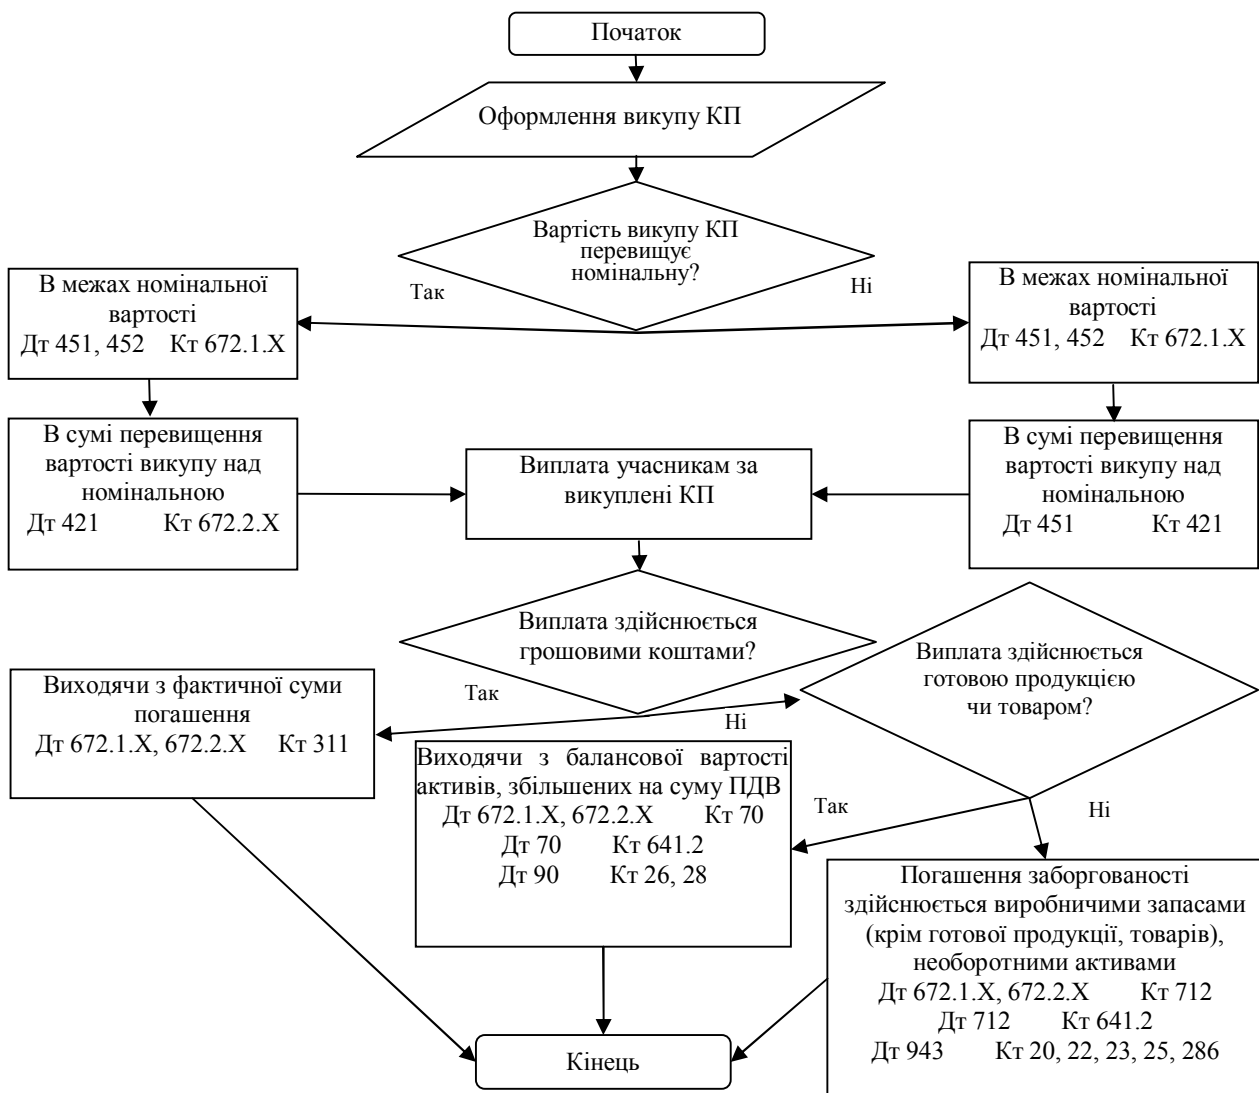 Початок
Оформлення викупу КП
Вартість викупу КП
перевищує
номінальну?
Так
Ні
В межах номінальної
вартості
Дт 451, 452 Кт 672.1.Х
В межах номінальної
вартості
Дт 451, 452 Кт 672.1.Х
В сумі перевищення
вартості викупу над
номінальною
Дт 421 Кт 672.2.Х
Виплата учасникам за
викуплені КП
В сумі перевищення
вартості викупу над
номінальною
Дт 451 Кт 421
Виплата здійснюється
грошовими коштами?
Так
Ні
Виплата здійснюється
готовою продукцією
чи товаром?
Виходячи з фактичної суми
погашення
Дт 672.1.Х, 672.2.Х Кт 311
Виходячи з балансової вартості
активів, збільшених на суму ПДВ
Дт 672.1.Х, 672.2.Х Кт 70
Дт 70 Кт 641.2
Дт 90 Кт 26, 28
Так
Ні
Погашення заборгованості
здійснюється виробничими запасами
(крім готової продукції, товарів),
необоротними активами
Дт 672.1.Х, 672.2.Х Кт 712
Дт 712 Кт 641.2
Дт 943 Кт 20, 22, 23, 25, 286
Кінець